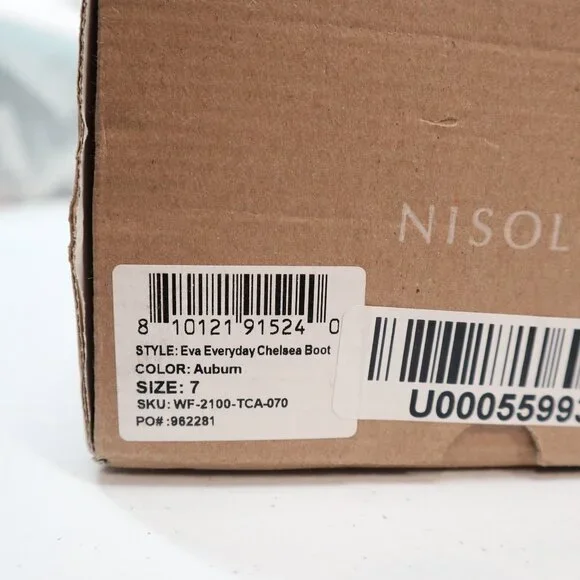 NISOL
8 10121 91524 0
STYLE: Eva Everyday Chelsea Boot
COLOR: Auburn
SIZE: 7
SKU: WF-2100-TCA-070
PO# :962281
U00055993